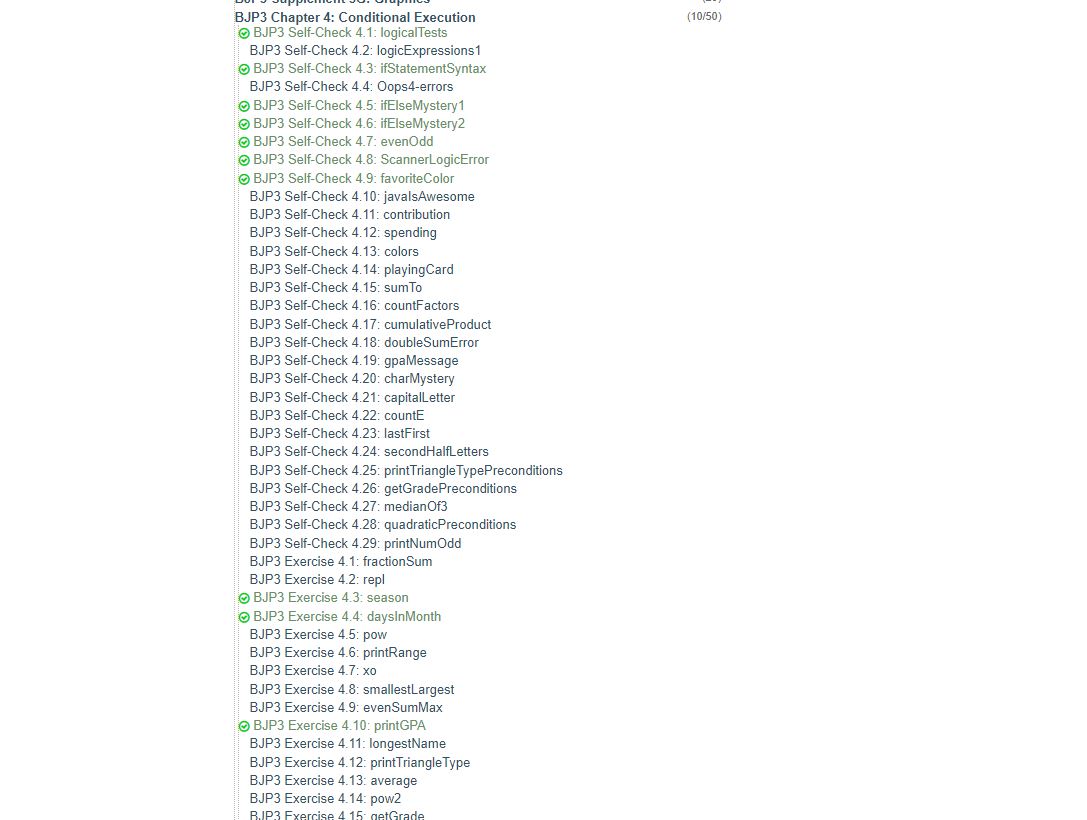 BJP3 Supplement 3G: Graphics
BJP3 Chapter 4: Conditional Execution (10/50)
BJP3 Self-Check 4.1: logicalTests
BJP3 Self-Check 4.2: logicExpressions1
BJP3 Self-Check 4.3: ifStatementSyntax
BJP3 Self-Check 4.4: Oops4-errors
BJP3 Self-Check 4.5: ifElseMystery1
BJP3 Self-Check 4.6: ifElseMystery2
BJP3 Self-Check 4.7: evenOdd
BJP3 Self-Check 4.8: ScannerLogicError
BJP3 Self-Check 4.9: favoriteColor
BJP3 Self-Check 4.10: javaIsAwesome
BJP3 Self-Check 4.11: contribution
BJP3 Self-Check 4.12: spending
BJP3 Self-Check 4.13: colors
BJP3 Self-Check 4.14: playingCard
BJP3 Self-Check 4.15: sumTo
BJP3 Self-Check 4.16: countFactors
BJP3 Self-Check 4.17: cumulativeProduct
BJP3 Self-Check 4.18: doubleSumError
BJP3 Self-Check 4.19: gpaMessage
BJP3 Self-Check 4.20: charMystery
BJP3 Self-Check 4.21: capitalLetter
BJP3 Self-Check 4.22: countE
BJP3 Self-Check 4.23: lastFirst
BJP3 Self-Check 4.24: secondHalfLetters
BJP3 Self-Check 4.25: printTriangleTypePreconditions
BJP3 Self-Check 4.26: getGradePreconditions
BJP3 Self-Check 4.27: medianOf3
BJP3 Self-Check 4.28: quadraticPreconditions
BJP3 Self-Check 4.29: printNumOdd
BJP3 Exercise 4.1: fractionSum
BJP3 Exercise 4.2: repl
BJP3 Exercise 4.3: season
BJP3 Exercise 4.4: daysInMonth
BJP3 Exercise 4.5: pow
BJP3 Exercise 4.6: printRange
BJP3 Exercise 4.7: xo
BJP3 Exercise 4.8: smallestLargest
BJP3 Exercise 4.9: evenSumMax
BJP3 Exercise 4.10: printGPA
BJP3 Exercise 4.11: longestName
BJP3 Exercise 4.12: printTriangleType
BJP3 Exercise 4.13: average
BJP3 Exercise 4.14: pow2
BJP3 Exercise 4.15: getGrade